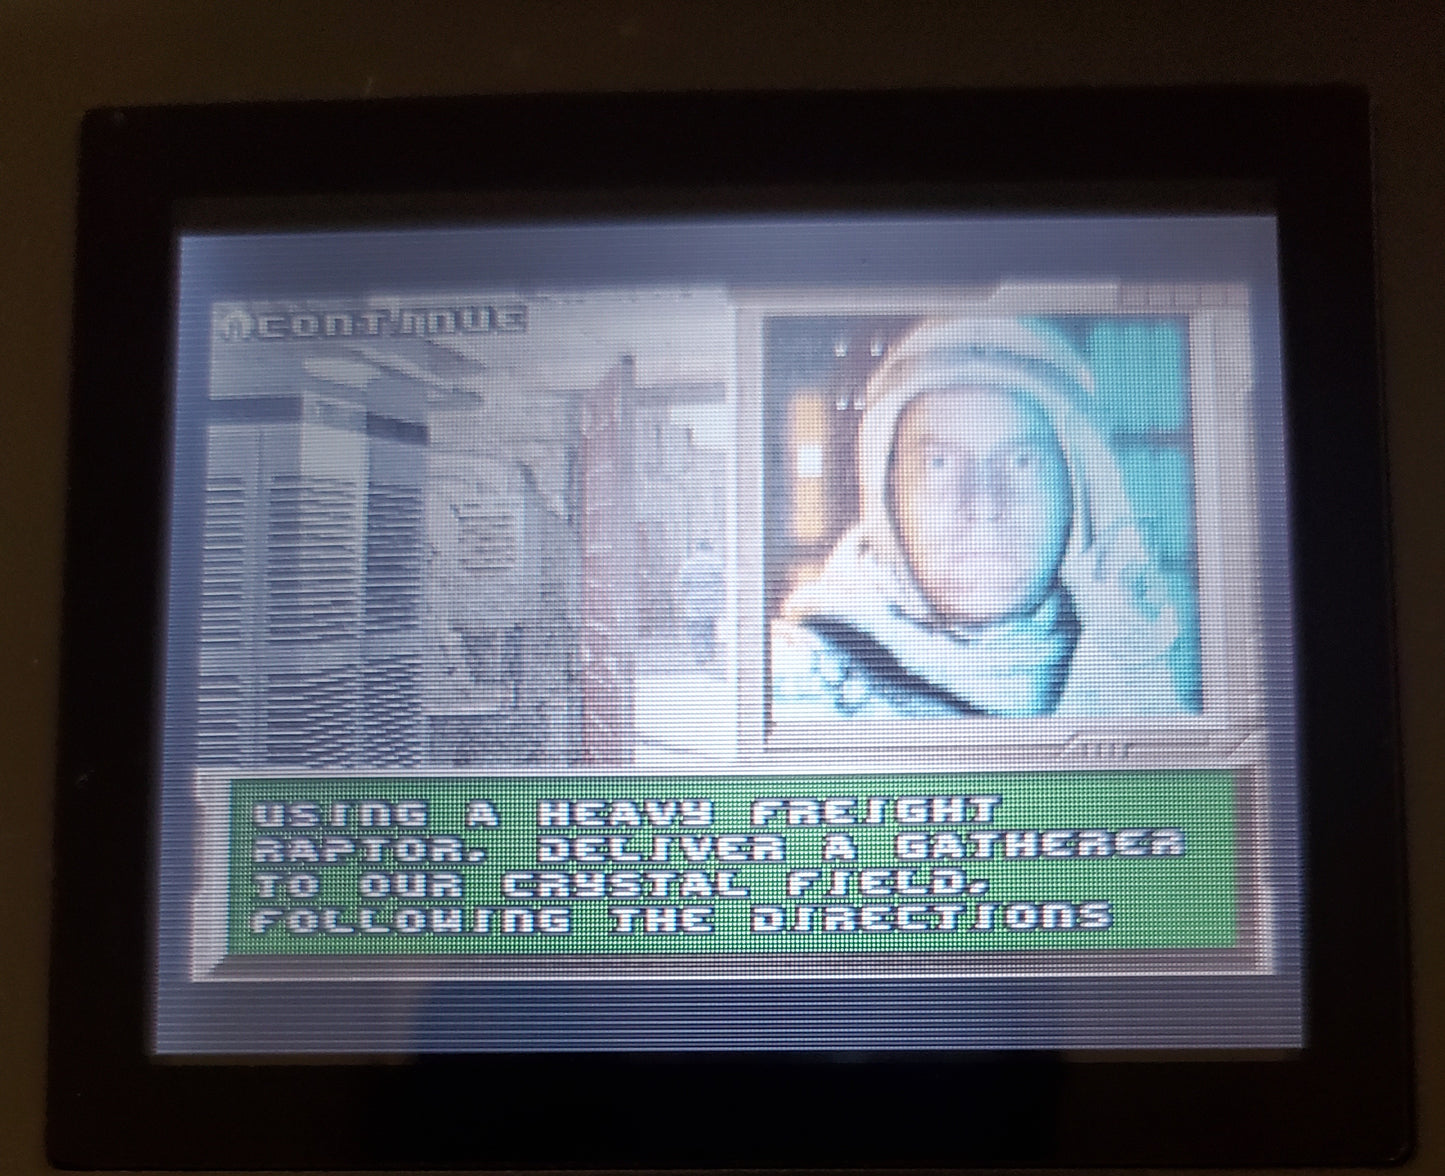 CONTINUE
USING A HEAVY FREIGHT
RAPTOR, DELIVER A GATHERER
TO OUR CRYSTAL FIELD,
FOLLOWING THE DIRECTIONS